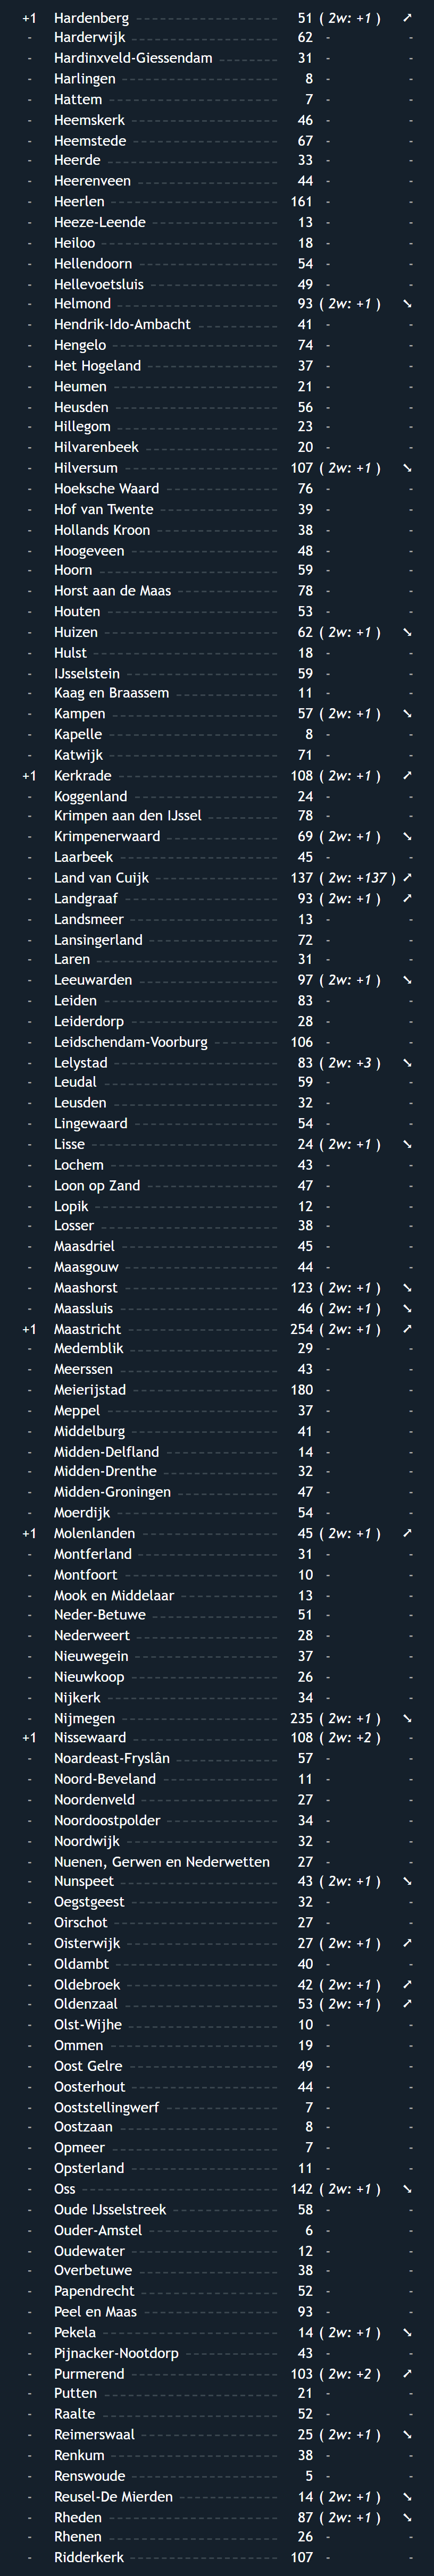 +1 Hardenberg 51 ( 2w: +1 ) ➚
- Harderwijk 62 - -
- Hardinxveld-Giessendam 31 - -
- Harlingen 8 - -
- Hattem 7 - -
- Heemskerk 46 - -
- Heemstede 67 - -
- Heerde 33 - -
- Heerenveen 44 - -
- Heerlen 161 - -
- Heeze-Leende 13 - -
- Heiloo 18 - -
- Hellendoorn 54 - -
- Hellevoetsluis 49 - -
- Helmond 93 ( 2w: +1 ) ➘
- Hendrik-Ido-Ambacht 41 - -
- Hengelo 74 - -
- Het Hogeland 37 - -
- Heumen 21 - -
- Heusden 56 - -
- Hillegom 23 - -
- Hilvarenbeek 20 - -
- Hilversum 107 ( 2w: +1 ) ➘
- Hoeksche Waard 76 - -
- Hof van Twente 39 - -
- Hollands Kroon 38 - -
- Hoogeveen 48 - -
- Hoorn 59 - -
- Horst aan de Maas 78 - -
- Houten 53 - -
- Huizen 62 ( 2w: +1 ) ➘
- Hulst 18 - -
- IJsselstein 59 - -
- Kaag en Braassem 11 - -
- Kampen 57 ( 2w: +1 ) ➘
- Kapelle 8 - -
- Katwijk 71 - -
+1 Kerkrade 108 ( 2w: +1 ) ➚
- Koggenland 24 - -
- Krimpen aan den IJssel 78 - -
- Krimpenerwaard 69 ( 2w: +1 ) ➘
- Laarbeek 45 - -
- Land van Cuijk 137 ( 2w: +137 ) ➚
- Landgraaf 93 ( 2w: +1 ) ➚
- Landsmeer 13 - -
- Lansingerland 72 - -
- Laren 31 - -
- Leeuwarden 97 ( 2w: +1 ) ➘
- Leiden 83 - -
- Leiderdorp 28 - -
- Leidschendam-Voorburg 106 - -
- Lelystad 83 ( 2w: +3 ) ➘
- Leudal 59 - -
- Leusden 32 - -
- Lingewaard 54 - -
- Lisse 24 ( 2w: +1 ) ➘
- Lochem 43 - -
- Loon op Zand 47 - -
- Lopik 12 - -
- Losser 38 - -
- Maasdriel 45 - -
- Maasgouw 44 - -
- Maashorst 123 ( 2w: +1 ) ➘
- Maassluis 46 ( 2w: +1 ) ➘
+1 Maastricht 254 ( 2w: +1 ) ➚
- Medemblik 29 - -
- Meerssen 43 - -
- Meierijstad 180 - -
- Meppel 37 - -
- Middelburg 41 - -
- Midden-Delfland 14 - -
- Midden-Drenthe 32 - -
- Midden-Groningen 47 - -
- Moerdijk 54 - -
+1 Molenlanden 45 ( 2w: +1 ) ➚
- Montferland 31 - -
- Montfoort 10 - -
- Mook en Middelaar 13 - -
- Neder-Betuwe 51 - -
- Nederweert 28 - -
- Nieuwegein 37 - -
- Nieuwkoop 26 - -
- Nijkerk 34 - -
- Nijmegen 235 ( 2w: +1 ) ➘
+1 Nissewaard 108 ( 2w: +2 ) -
- Noardeast-Fryslân 57 - -
- Noord-Beveland 11 - -
- Noordenveld 27 - -
- Noordoostpolder 34 - -
- Noordwijk 32 - -
- Nuenen, Gerwen en Nederwetten 27 - -
- Nunspeet 43 ( 2w: +1 ) ➘
- Oegstgeest 32 - -
- Oirschot 27 - -
- Oisterwijk 27 ( 2w: +1 ) ➚
- Oldambt 40 - -
- Oldebroek 42 ( 2w: +1 ) ➚
- Oldenzaal 53 ( 2w: +1 ) ➚
- Olst-Wijhe 10 - -
- Ommen 19 - -
- Oost Gelre 49 - -
- Oosterhout 44 - -
- Ooststellingwerf 7 - -
- Oostzaan 8 - -
- Opmeer 7 - -
- Opsterland 11 - -
- Oss 142 ( 2w: +1 ) ➘
- Oude IJsselstreek 58 - -
- Ouder-Amstel 6 - -
- Oudewater 12 - -
- Overbetuwe 38 - -
- Papendrecht 52 - -
- Peel en Maas 93 - -
- Pekela 14 ( 2w: +1 ) ➘
- Pijnacker-Nootdorp 43 - -
- Purmerend 103 ( 2w: +2 ) ➚
- Putten 21 - -
- Raalte 52 - -
- Reimerswaal 25 ( 2w: +1 ) ➘
- Renkum 38 - -
- Renswoude 5 - -
- Reusel-De Mierden 14 ( 2w: +1 ) ➘
- Rheden 87 ( 2w: +1 ) ➘
- Rhenen 26 - -
- Ridderkerk 107 - -